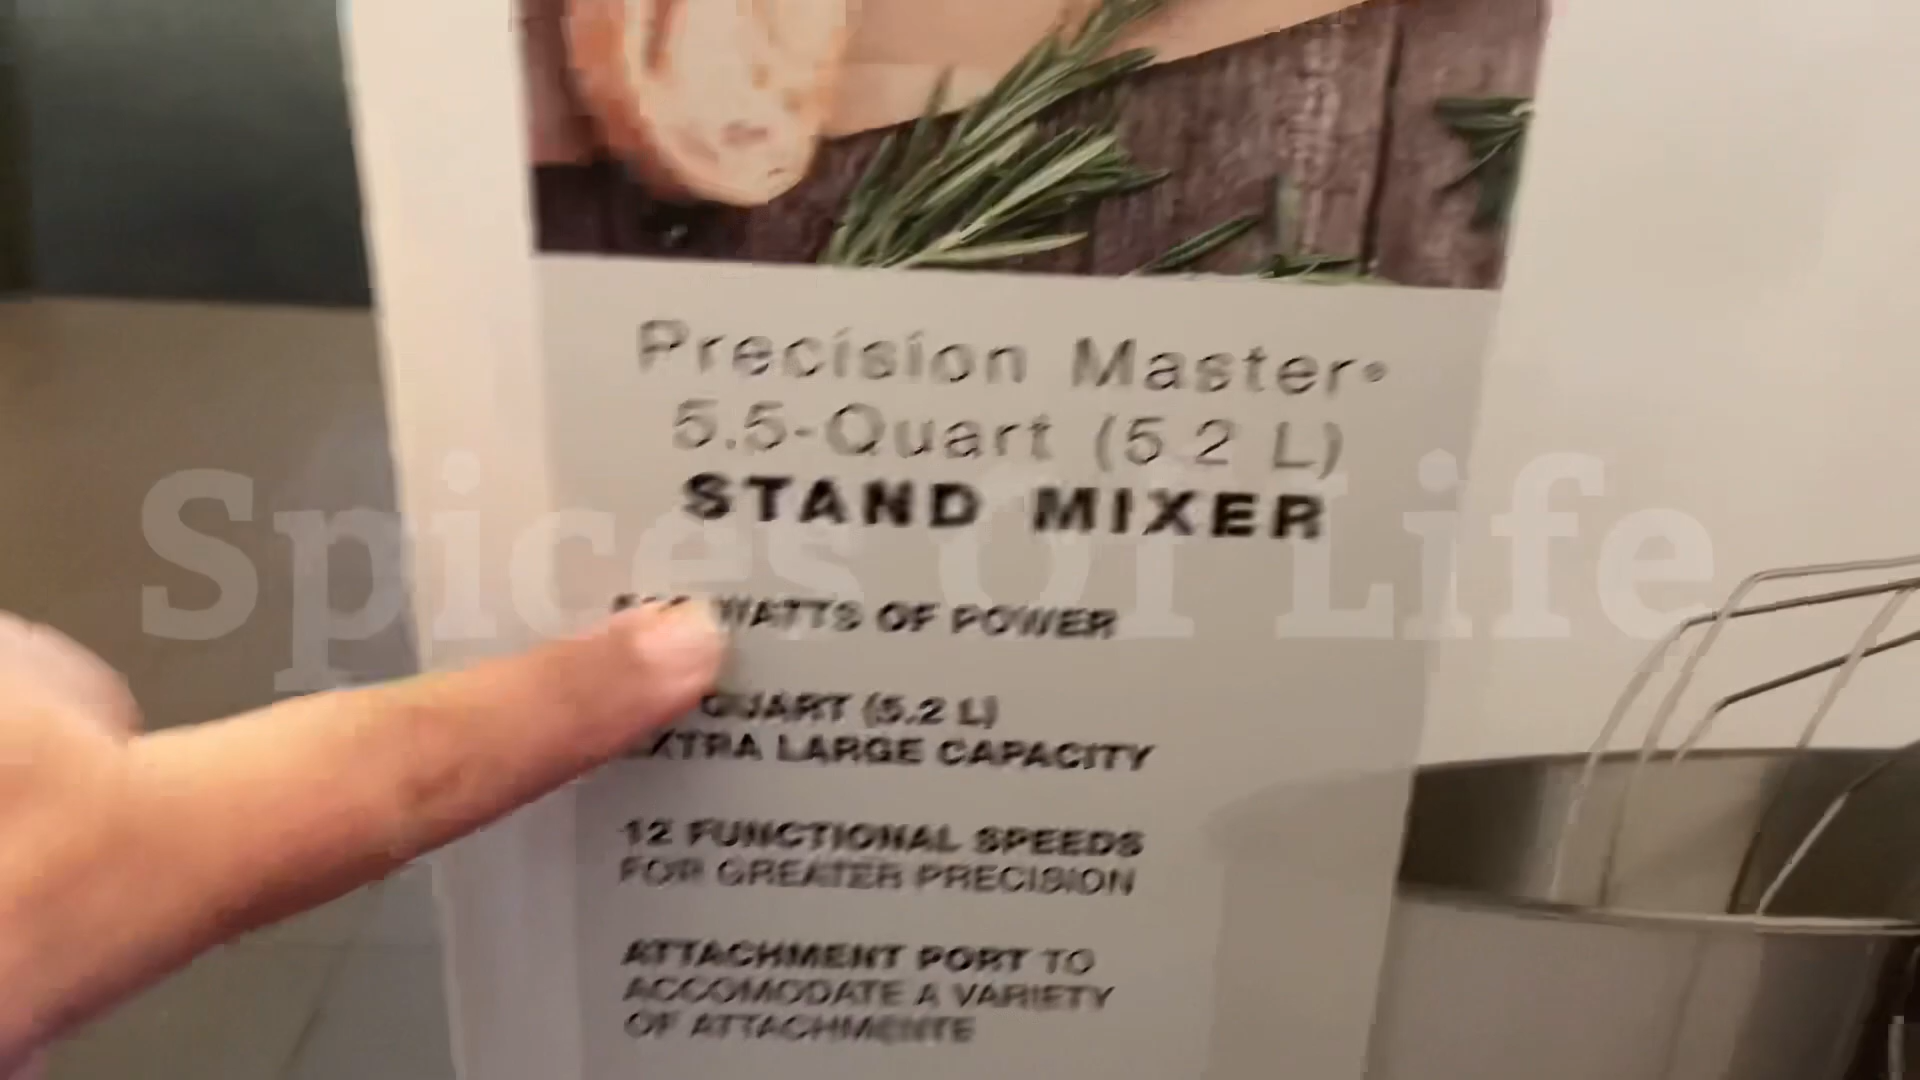 Precision Master®
5.5-Quart (5.2 L)
STAND MIXER
Spices Of Life
WATTS OF POWER
QUART (5.2 L)
EXTRA LARGE CAPACITY
12 FUNCTIONAL SPEEDS
FOR GREATER PRECISION
ATTACHMENT PORT TO
ACCOMODATE A VARIETY
OF ATTACHMENTS